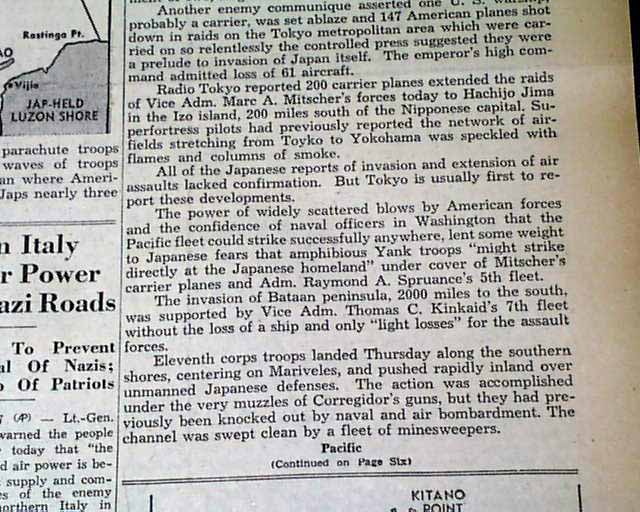 Another enemy communique asserted one U. S. warship,
probably a carrier, was set ablaze and 147 American planes shot
down in raids on the Tokyo metropolitan area which were car-
ried on so relentlessly the controlled press suggested they were
a prelude to invasion of Japan itself. The emperor's high com-
mand admitted loss of 61 aircraft.
Radio Tokyo reported 200 carrier planes extended the raids
of Vice Adm. Marc A. Mitscher's forces today to Hachijo Jima
in the Izo island, 200 miles south of the Nipponese capital. Su-
perfortress pilots had previously reported the network of air-
fields stretching from Toyko to Yokohama was speckled with
flames and columns of smoke.
All of the Japanese reports of invasion and extension of air
assaults lacked confirmation. But Tokyo is usually first to re-
port these developments.
The power of widely scattered blows by American forces
and the confidence of naval officers in Washington that the
Pacific fleet could strike successfully anywhere, lent some weight
to Japanese fears that amphibious Yank troops "might strike
directly at the Japanese homeland" under cover of Mitscher's
carrier planes and Adm. Raymond A. Spruance's 5th fleet.
The invasion of Bataan peninsula, 2000 miles to the south,
was supported by Vice Adm. Thomas C. Kinkaid's 7th fleet
without the loss of a ship and only "light losses" for the assault
forces.
Eleventh corps troops landed Thursday along the southern
shores, centering on Mariveles, and pushed rapidly inland over
unmanned Japanese defenses. The action was accomplished
under the very muzzles of Corregidor's guns, but they had pre-
viously been knocked out by naval and air bombardment. The
channel was swept clean by a fleet of minesweepers.
Pacific
(Continued on Page Six)
KITANO
POINT
Rastinga Pt.
AO
Vijia
JAP-HELD
LUZON SHORE
parachute troops
waves of troops
an where Ameri-
Japs nearly three
n Italy
r Power
azi Roads
To Prevent
al Of Nazis;
o Of Patriots
(AP) — Lt.-Gen.
warned the people
today that "the
d air power is be-
supply and com-
es of the enemy
northern Italy in